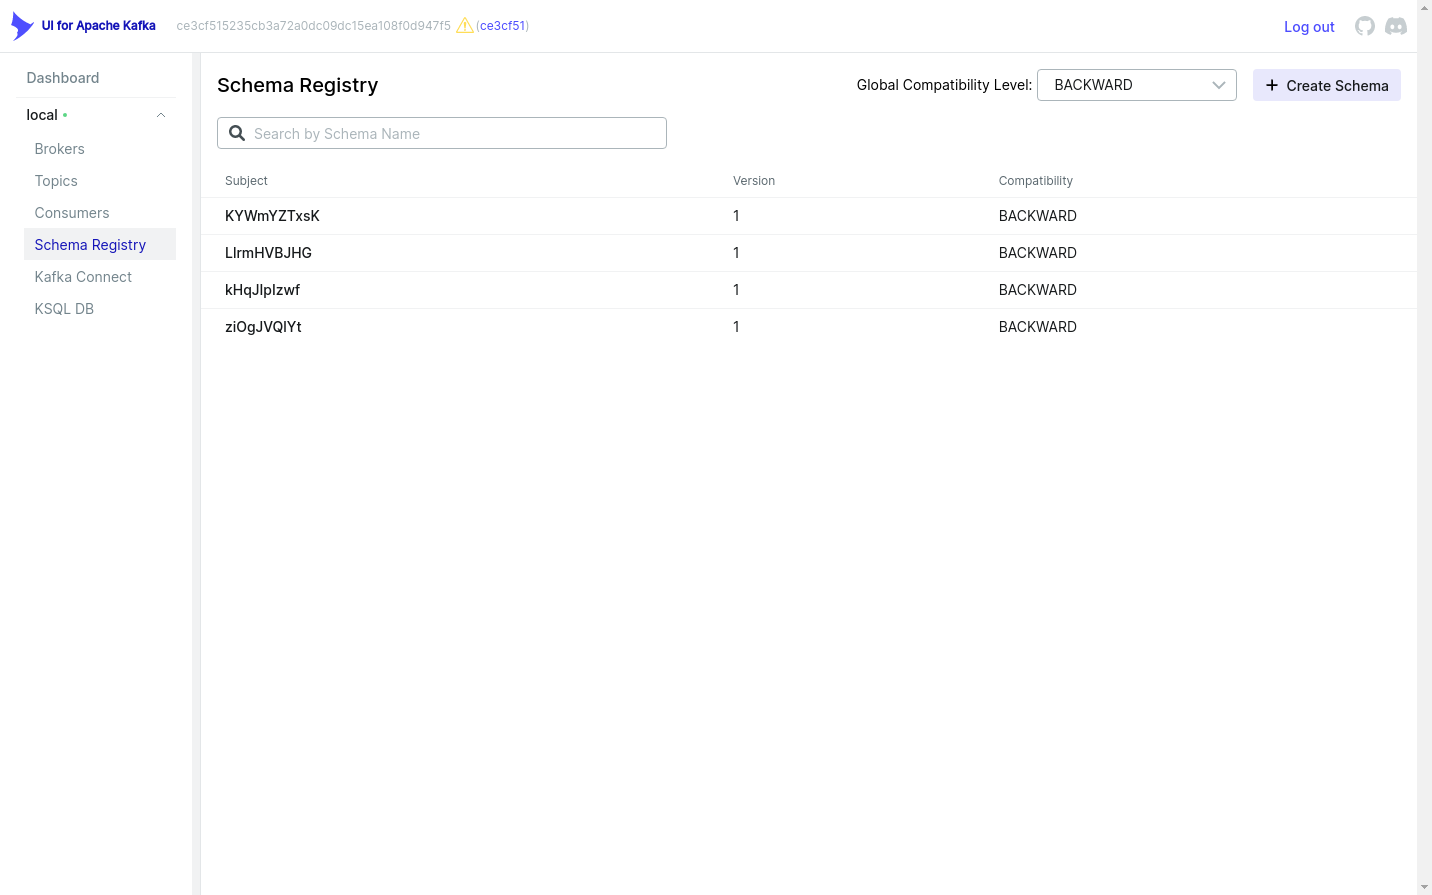 UI for Apache Kafka
ce3cf515235cb3a72a0dc09dc15ea108f0d947f5 (ce3cf51)
Log out
Dashboard
local
Brokers
Topics
Consumers
Schema Registry
Kafka Connect
KSQL DB
Schema Registry
Global Compatibility Level: BACKWARD
Create Schema
Search by Schema Name
Subject Version Compatibility
KYWmYZTxsK 1 BACKWARD
LIrmHVBJHG 1 BACKWARD
kHqJIpIzwf 1 BACKWARD
ziOgJVQIYt 1 BACKWARD